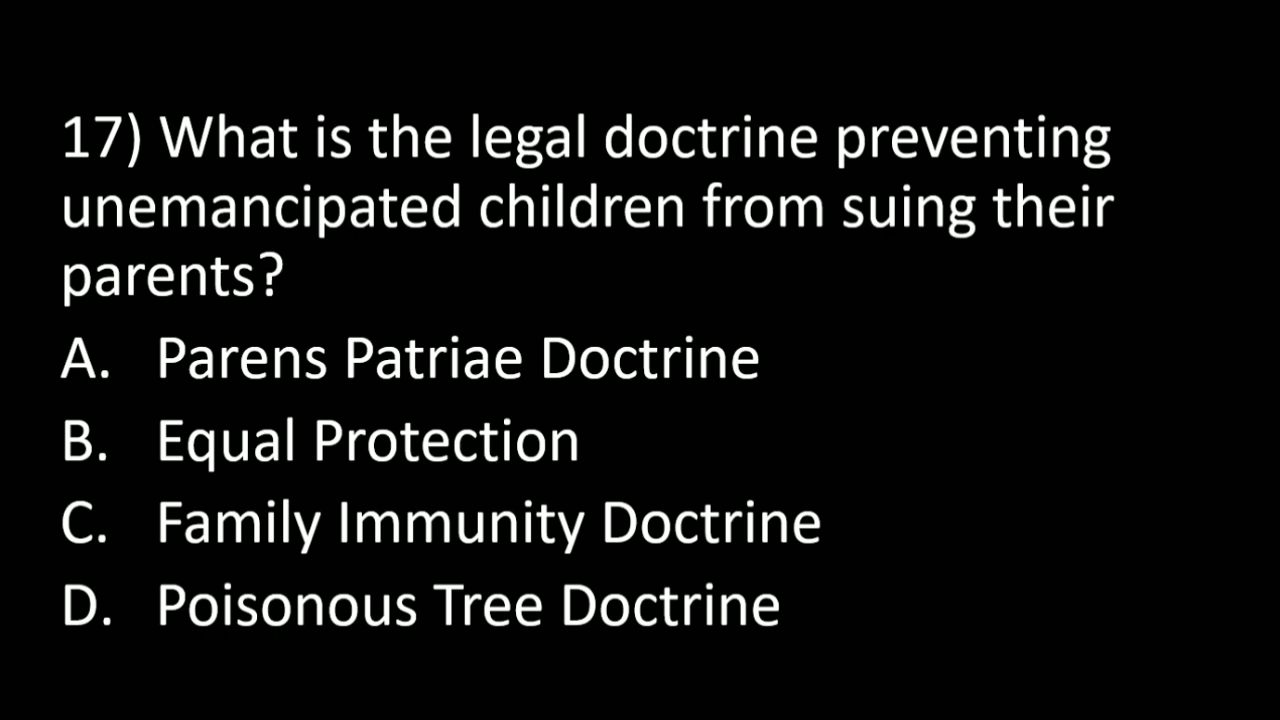 17) What is the legal doctrine preventing
unemancipated children from suing their
parents?
A. Parens Patriae Doctrine
B. Equal Protection
C. Family Immunity Doctrine
D. Poisonous Tree Doctrine